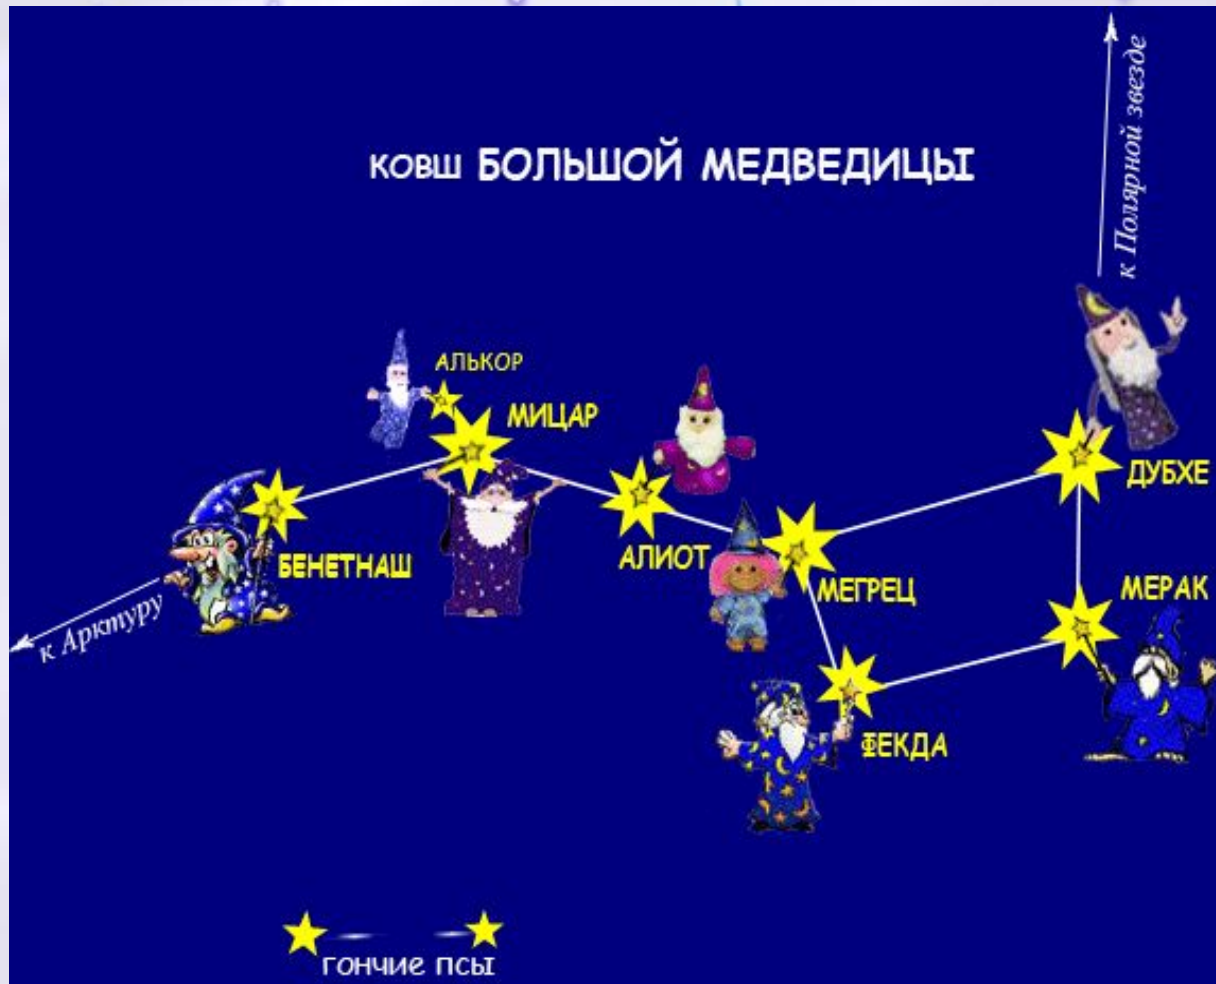 к Полярной звезде
ковш БОЛЬШОЙ МЕДВЕДИЦЫ
АЛЬКОР
МИЦАР
ДУБХЕ
АЛИОТ
БЕНЕТНАШ
МЕГРЕЦ
МЕРАК
к Арктуру
ФЕКДА
гончие псы